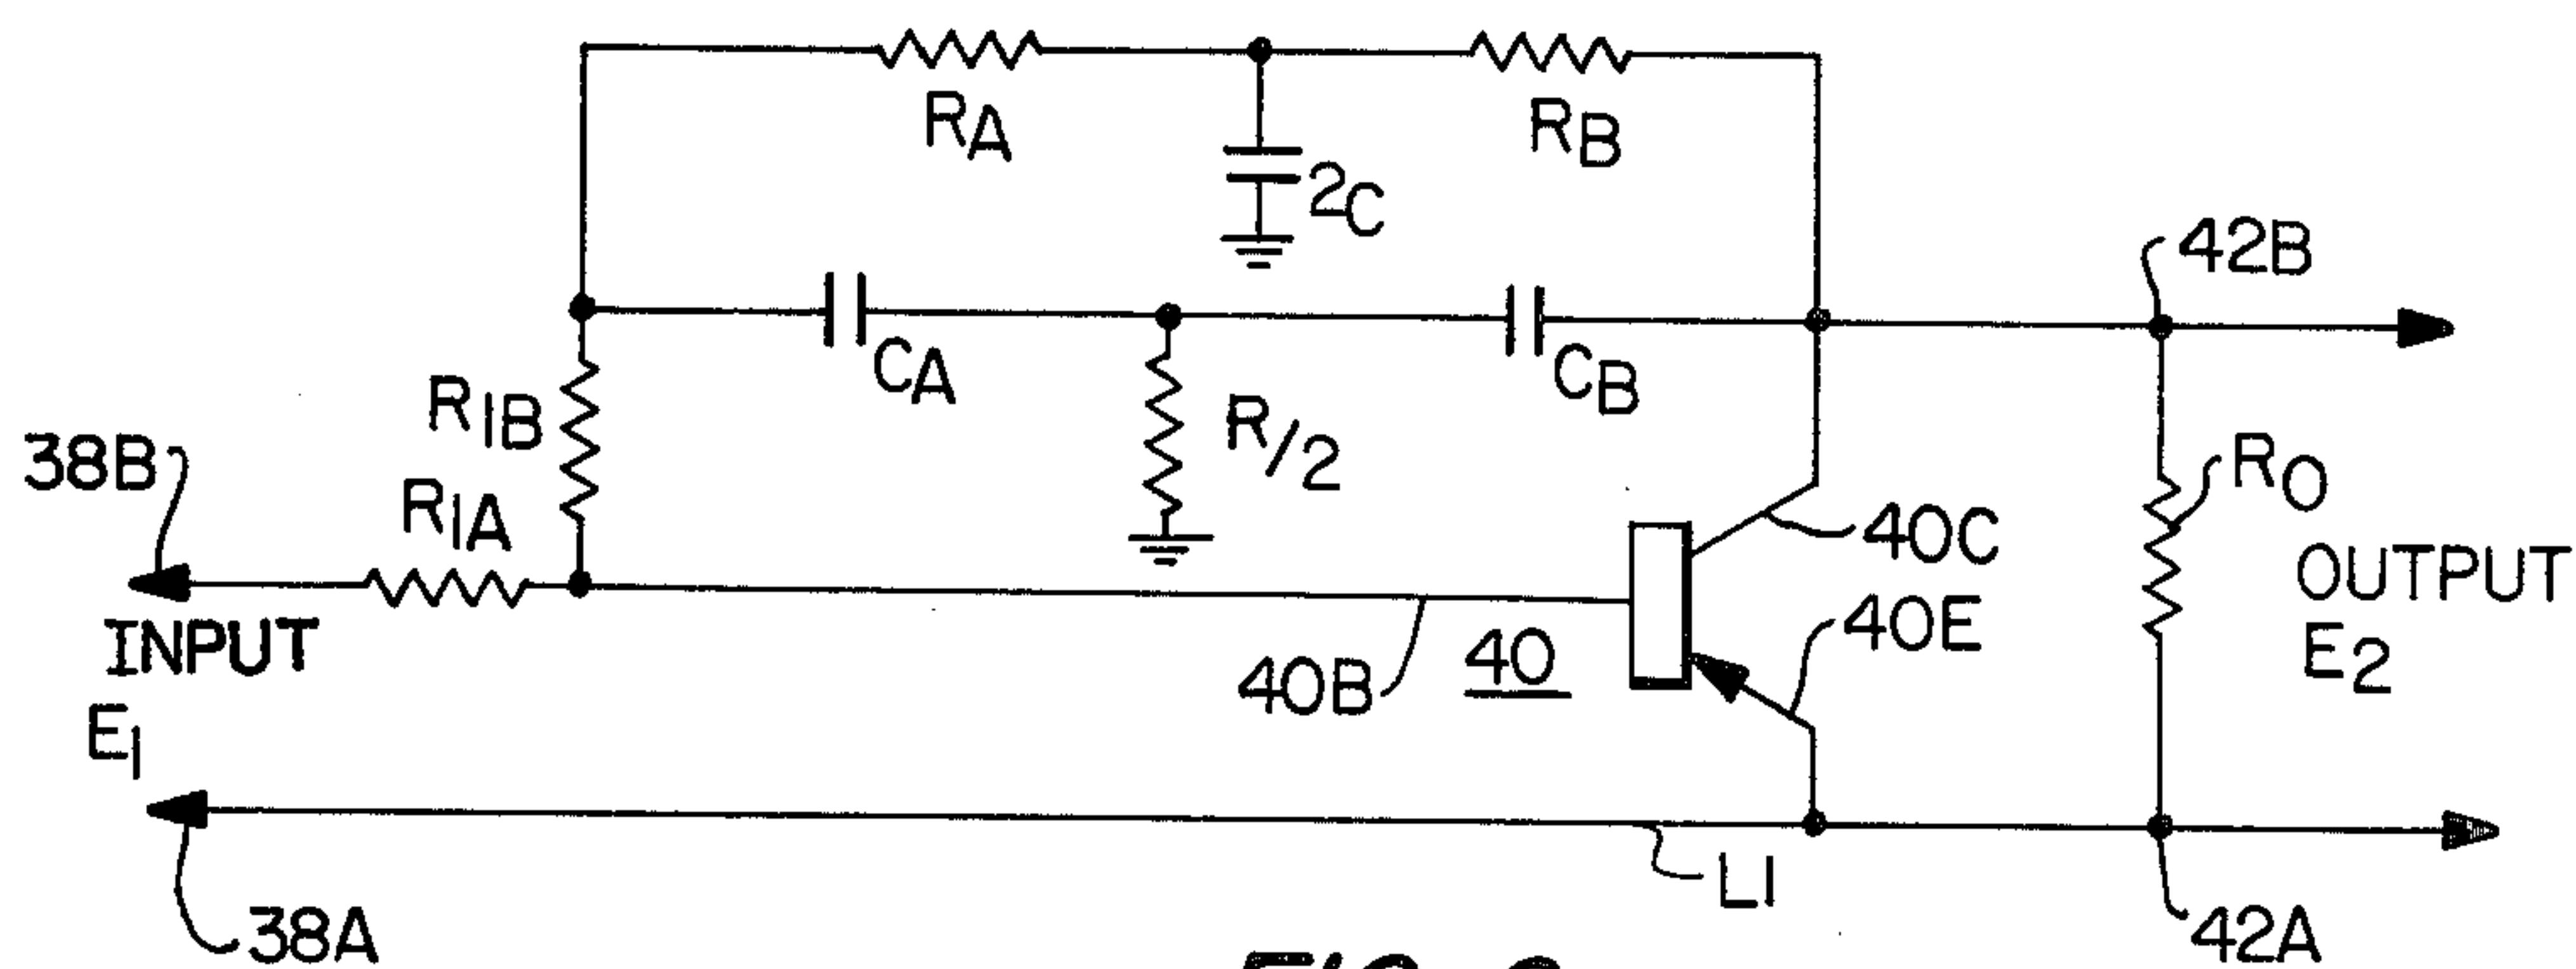 RA
RB
2C
42B
CA
CB
R1B
R/2
38B
R1A
RO
40C
INPUT
E1
40B
40
40E
OUTPUT
E2
L1
38A
42A